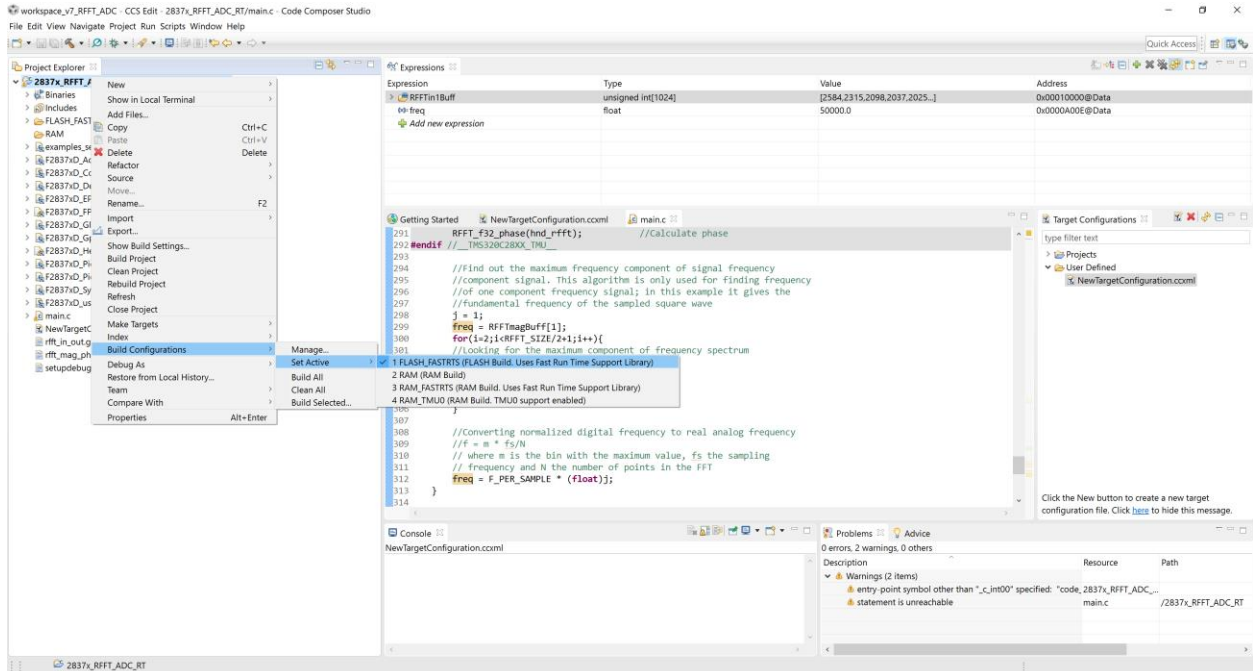 workspace_v7_RFFT_ADC - CCS Edit - 2837x_RFFT_ADC_RT/main.c - Code Composer Studio
File Edit View Navigate Project Run Scripts Window Help
Quick Access
Project Explorer
2837x_RFFT_A
Binaries
Includes
FLASH_FAST
RAM
examples_se
F2837xD_Ac
F2837xD_Cc
F2837xD_De
F2837xD_EF
F2837xD_FP
F2837xD_Gl
F2837xD_Gp
F2837xD_He
F2837xD_Pi
F2837xD_Pi
F2837xD_Sy
F2837xD_us
main.c
NewTargetC
rfft_in_out.g
rfft_mag_ph
setupdebug
New
Show in Local Terminal
Add Files...
Copy Ctrl+C
Paste Ctrl+V
Delete Delete
Refactor
Source
Move...
Rename... F2
Import
Export...
Show Build Settings...
Build Project
Clean Project
Rebuild Project
Refresh
Close Project
Make Targets
Index
Build Configurations
Debug As
Restore from Local History...
Team
Compare With
Properties Alt+Enter
Manage...
Set Active
Build All
Clean All
Build Selected...
1 FLASH_FASTRTS (FLASH Build. Uses Fast Run Time Support Library)
2 RAM (RAM Build)
3 RAM_FASTRTS (RAM Build. Uses Fast Run Time Support Library)
4 RAM_TMU0 (RAM Build. TMU0 support enabled)
Expressions
Expression Type Value Address
RFFTin1Buff unsigned int[1024] [2584,2315,2098,2037,2025...] 0x00010000@Data
freq float 50000.0 0x0000A00E@Data
Add new expression
Getting Started NewTargetConfiguration.ccxml main.c
291 RFFT_f32_phase(hnd_rfft); //Calculate phase
292 #endif //__TMS320C28XX_TMU__
293
294 //Find out the maximum frequency component of signal frequency
295 //component signal. This algorithm is only used for finding frequency
296 //of one component frequency signal; in this example it gives the
297 //fundamental frequency of the sampled square wave
298 j = 1;
299 freq = RFFTmagBuff[1];
300 for(i=2;i<RFFT_SIZE/2+1;i++){
301 //Looking for the maximum component of frequency spectrum
306 }
307
308 //Converting normalized digital frequency to real analog frequency
309 //f = m * fs/N
310 // where m is the bin with the maximum value, fs the sampling
311 // frequency and N the number of points in the FFT
312 freq = F_PER_SAMPLE * (float)j;
313 }
314
Target Configurations
type filter text
Projects
User Defined
NewTargetConfiguration.ccxml
Click the New button to create a new target
configuration file. Click here to hide this message.
Console
NewTargetConfiguration.ccxml
Problems Advice
0 errors, 2 warnings, 0 others
Description Resource Path
Warnings (2 items)
entry-point symbol other than "_c_int00" specified: "code_ 2837x_RFFT_ADC_...
statement is unreachable main.c /2837x_RFFT_ADC_RT
2837x_RFFT_ADC_RT